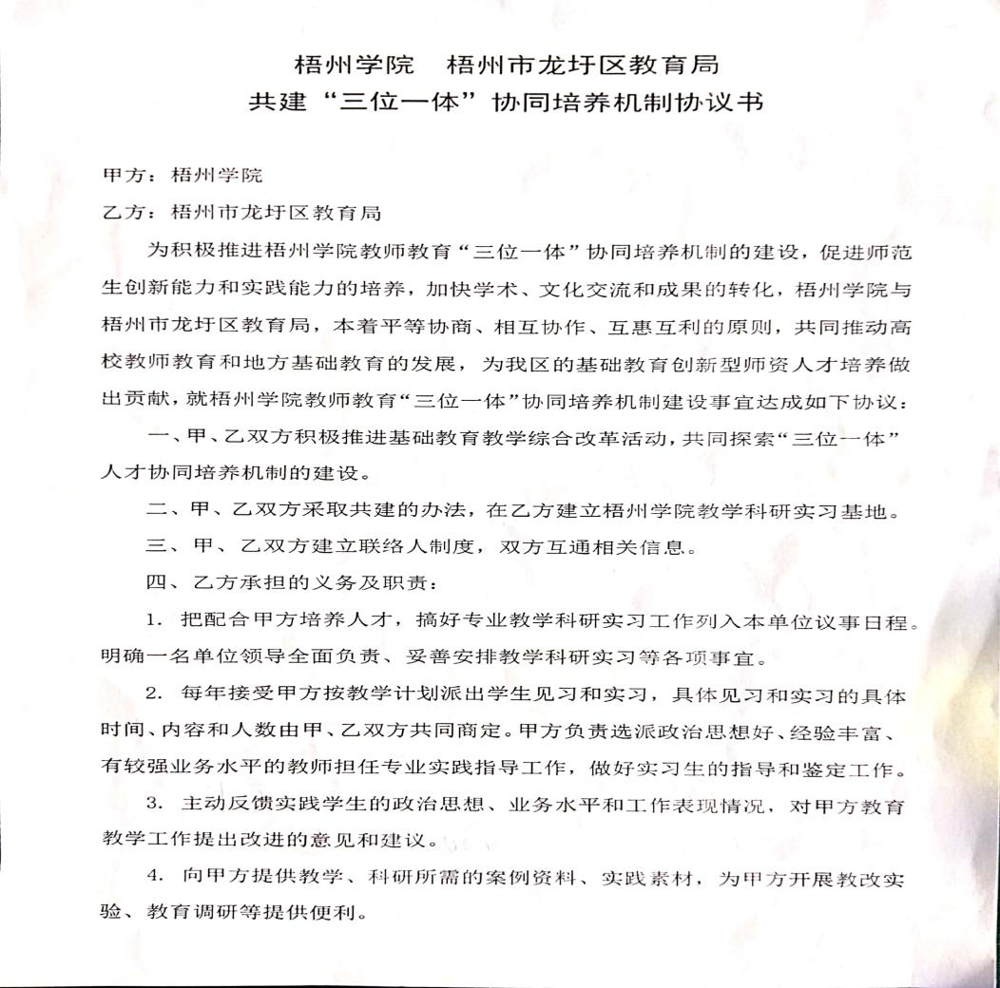 梧州学院　梧州市龙圩区教育局
共建“三位一体”协同培养机制协议书
甲方：梧州学院
乙方：梧州市龙圩区教育局
为积极推进梧州学院教师教育“三位一体”协同培养机制的建设，促进师范
生创新能力和实践能力的培养，加快学术、文化交流和成果的转化，梧州学院与
梧州市龙圩区教育局，本着平等协商、相互协作、互惠互利的原则，共同推动高
校教师教育和地方基础教育的发展，为我区的基础教育创新型师资人才培养做
出贡献，就梧州学院教师教育“三位一体”协同培养机制建设事宜达成如下协议：
一、甲、乙双方积极推进基础教育教学综合改革活动，共同探索“三位一体”
人才协同培养机制的建设。
二、甲、乙双方采取共建的办法，在乙方建立梧州学院教学科研实习基地。
三、甲、乙双方建立联络人制度，双方互通相关信息。
四、乙方承担的义务及职责：
1. 把配合甲方培养人才，搞好专业教学科研实习工作列入本单位议事日程。
明确一名单位领导全面负责、妥善安排教学科研实习等各项事宜。
2. 每年接受甲方按教学计划派出学生见习和实习，具体见习和实习的具体
时间、内容和人数由甲、乙双方共同商定。甲方负责选派政治思想好、经验丰富、
有较强业务水平的教师担任专业实践指导工作，做好实习生的指导和鉴定工作。
3. 主动反馈实践学生的政治思想、业务水平和工作表现情况，对甲方教育
教学工作提出改进的意见和建议。
4. 向甲方提供教学、科研所需的案例资料、实践素材，为甲方开展教改实
验、教育调研等提供便利。